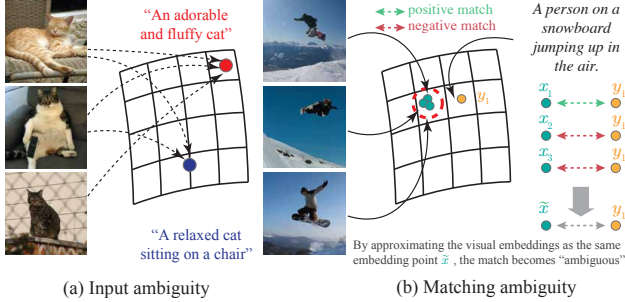 “An adorable
and fluffy cat”
“A relaxed cat
sitting on a chair”
(a) Input ambiguity
positive match
negative match
y₁
A person on a
snowboard
jumping up in
the air.
x₁ y₁
x₂ y₁
x₃ y₁
x̃ y₁
By approximating the visual embeddings as the same
embedding point x̃ , the match becomes “ambiguous”
(b) Matching ambiguity